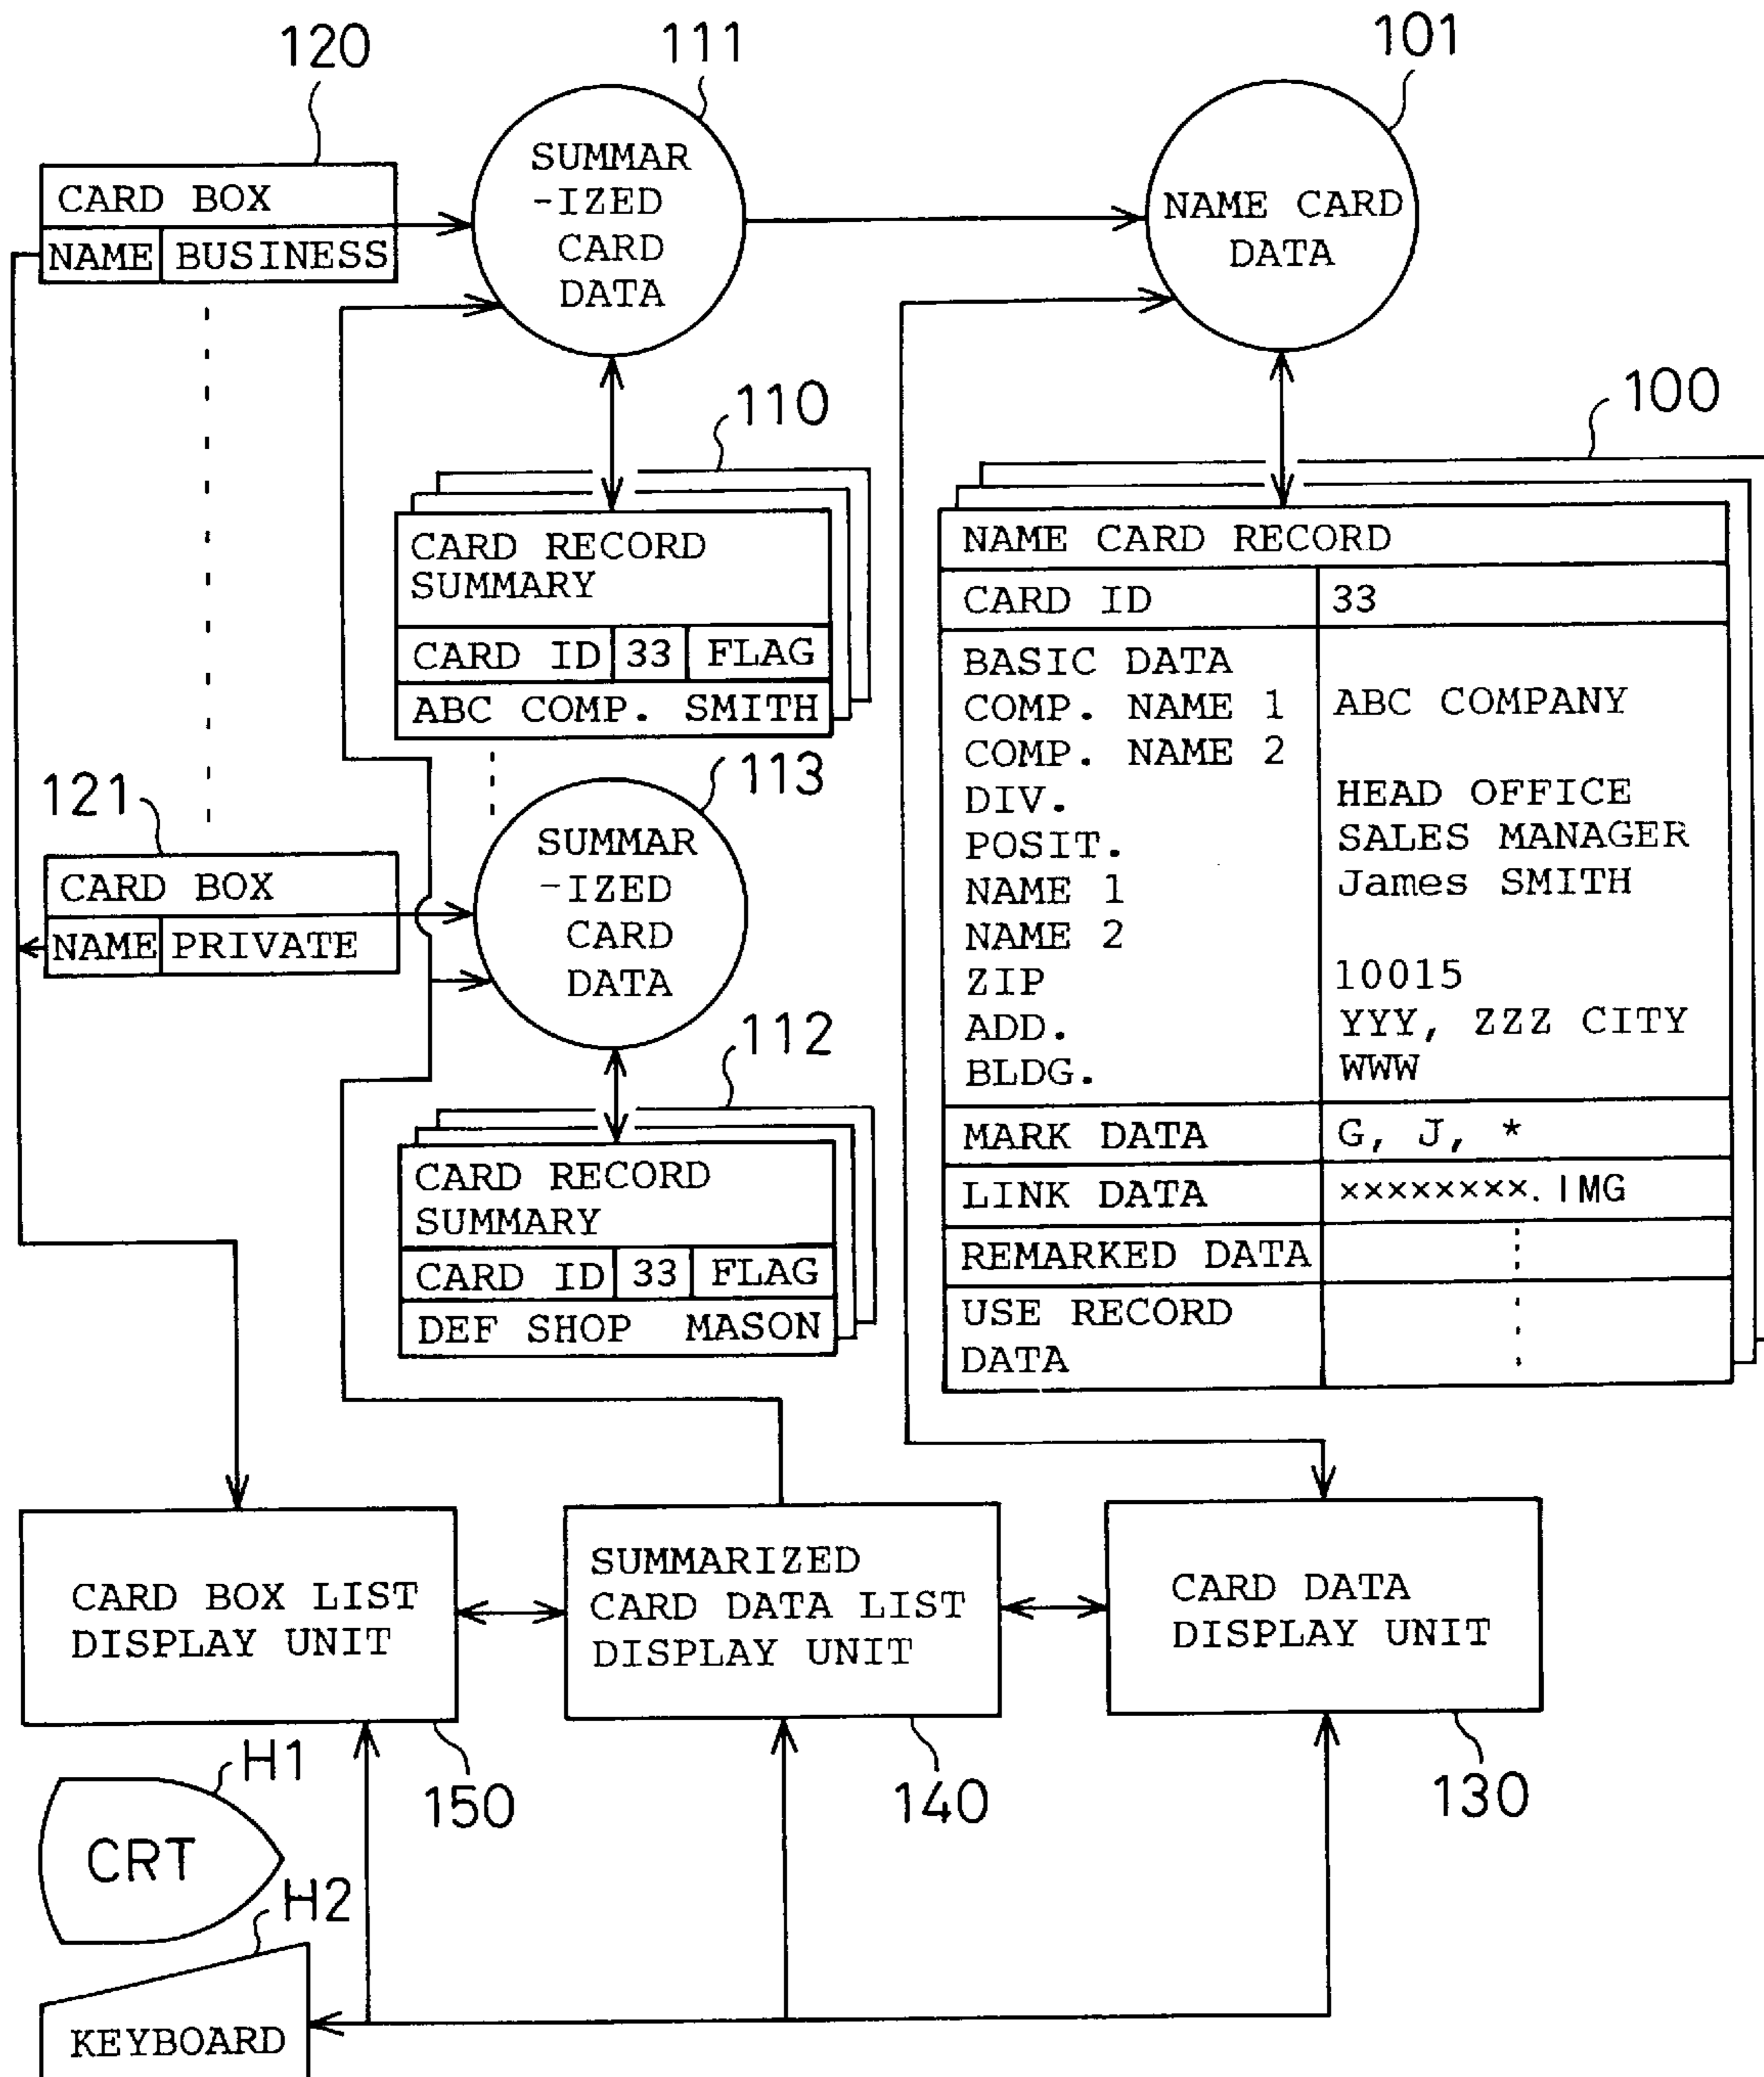 120
111
101
CARD BOX
NAME BUSINESS
SUMMAR
-IZED
CARD
DATA
NAME CARD
DATA
110
CARD RECORD
SUMMARY
CARD ID 33 FLAG
ABC COMP. SMITH
100
NAME CARD RECORD
CARD ID 33
BASIC DATA
COMP. NAME 1 ABC COMPANY
COMP. NAME 2
DIV. HEAD OFFICE
POSIT. SALES MANAGER
NAME 1 James SMITH
NAME 2
ZIP 10015
ADD. YYY, ZZZ CITY
BLDG. WWW
MARK DATA G, J, *
LINK DATA ××××××××.IMG
REMARKED DATA
USE RECORD
DATA
121
CARD BOX
NAME PRIVATE
113
SUMMAR
-IZED
CARD
DATA
112
CARD RECORD
SUMMARY
CARD ID 33 FLAG
DEF SHOP MASON
CARD BOX LIST
DISPLAY UNIT
150
SUMMARIZED
CARD DATA LIST
DISPLAY UNIT
140
CARD DATA
DISPLAY UNIT
130
H1
CRT
H2
KEYBOARD